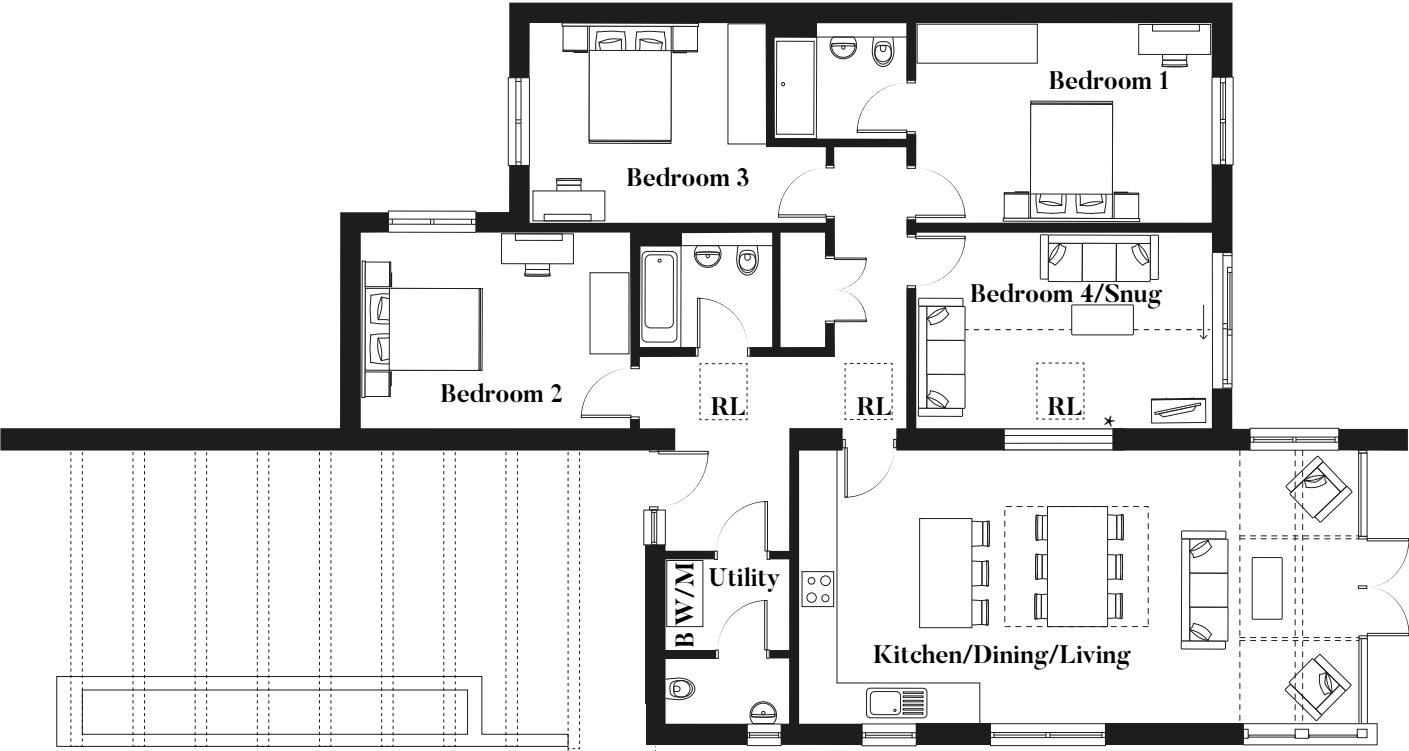 Bedroom 1
Bedroom 3
Bedroom 4/Snug
Bedroom 2
RL
RL
RL
*
Utility
B W/M
Kitchen/Dining/Living